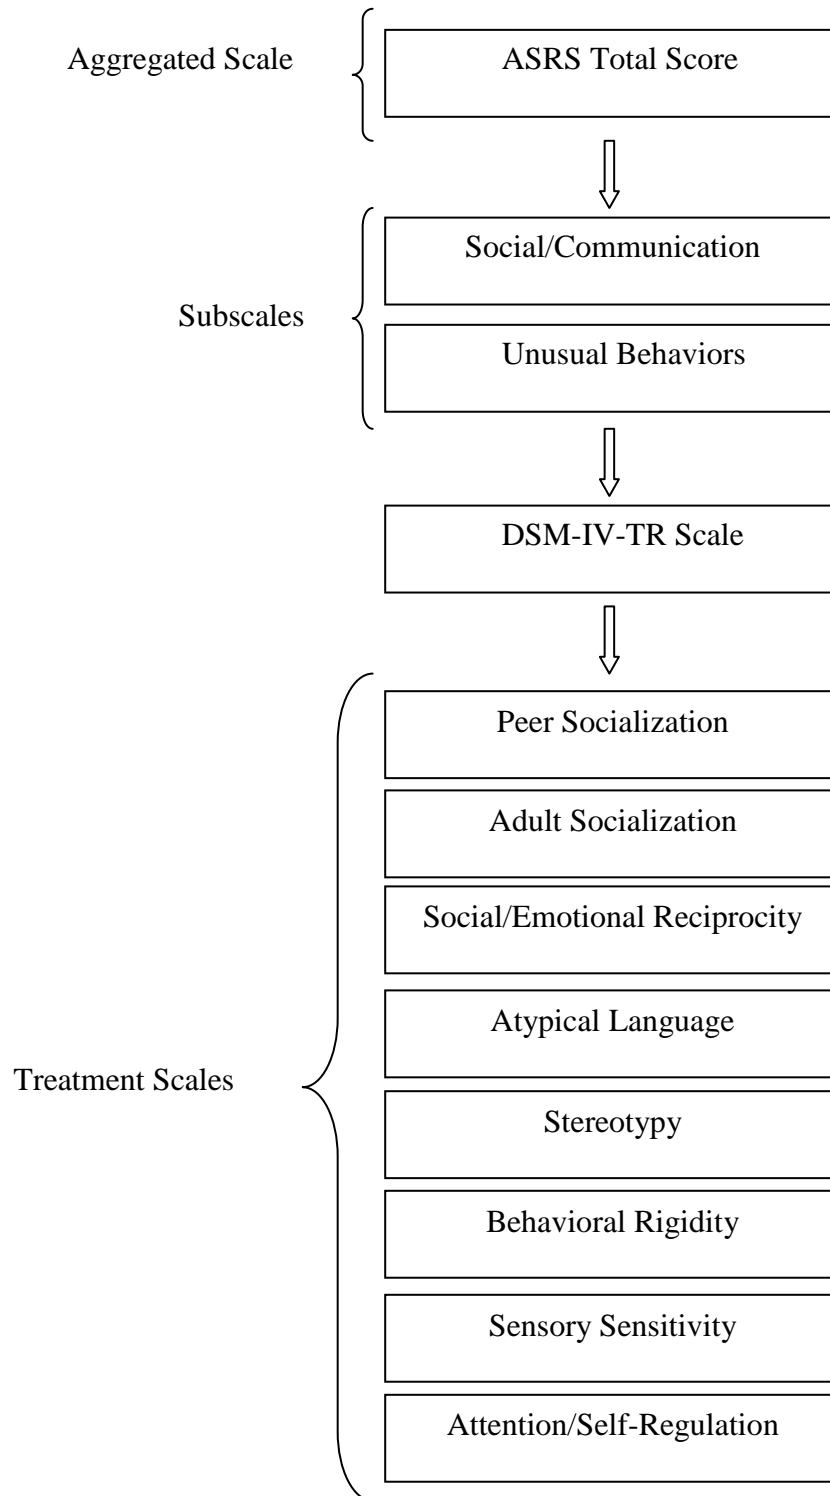 Aggregated Scale
ASRS Total Score
Subscales
Social/Communication
Unusual Behaviors
DSM-IV-TR Scale
Treatment Scales
Peer Socialization
Adult Socialization
Social/Emotional Reciprocity
Atypical Language
Stereotypy
Behavioral Rigidity
Sensory Sensitivity
Attention/Self-Regulation